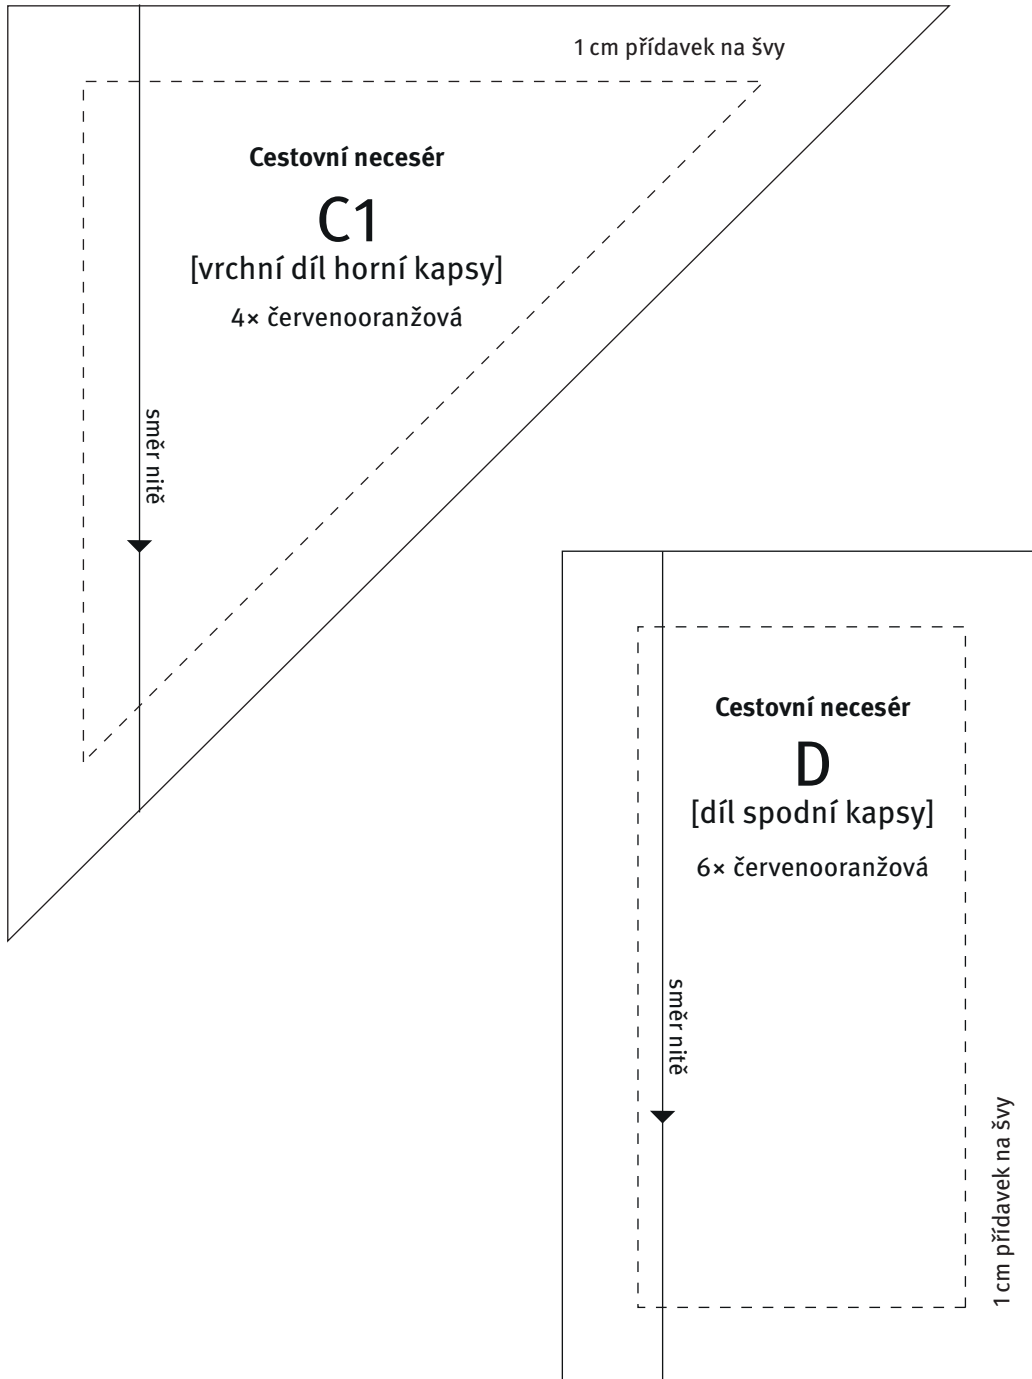 1 cm přídavek na švy
Cestovní necesér
C1
[vrchní díl horní kapsy]
4× červenooranžová
směr nitě
Cestovní necesér
D
[díl spodní kapsy]
6× červenooranžová
směr nitě
1 cm přídavek na švy